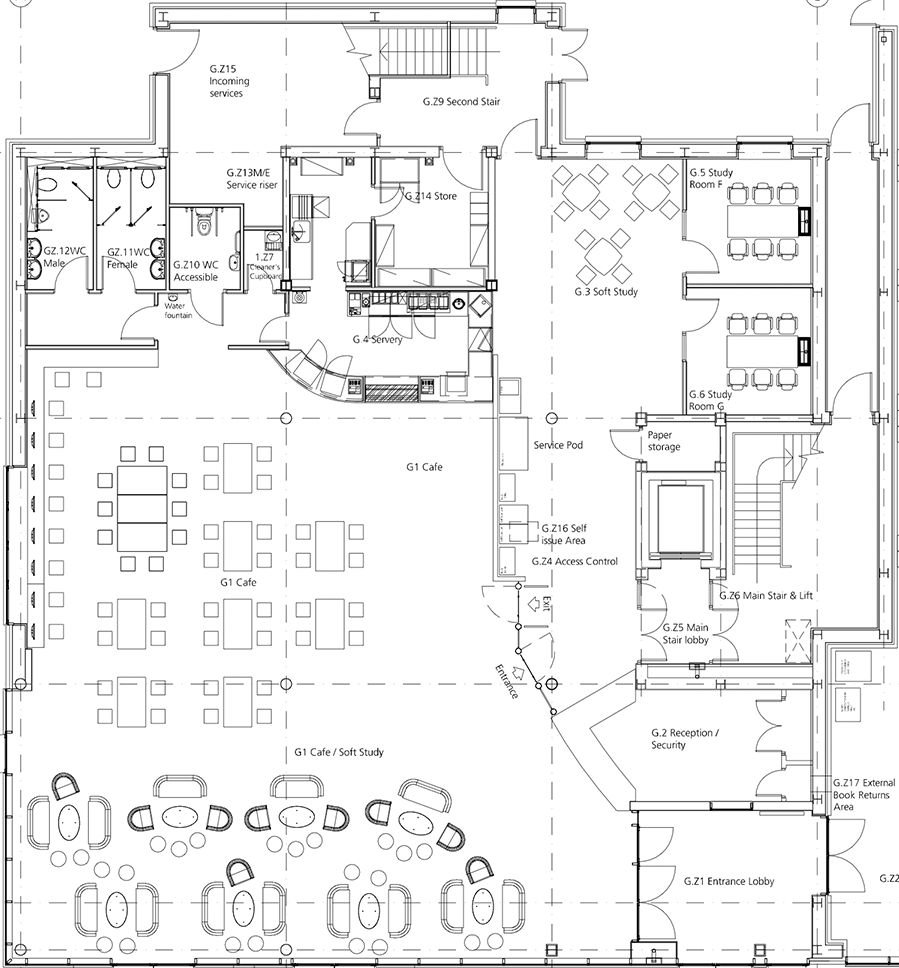 G.Z15
Incoming
services
G.Z9 Second Stair
G.Z13M/E
Service riser
G.Z14 Store
G.5 Study
Room F
GZ.12WC
Male
GZ.11WC
Female
G.Z10 WC
Accessible
1.Z7
Cleaner's
Cupboard
G.3 Soft Study
Water
fountain
G.4 Servery
G.6 Study
Room G
G1 Cafe
Service Pod
Paper
storage
G.Z16 Self
issue Area
G.Z4 Access Control
G1 Cafe
EXIT
G.Z6 Main Stair & Lift
G.Z5 Main
Stair lobby
Entrance
G.2 Reception /
Security
G1 Cafe / Soft Study
G.Z17 External
Book Returns
Area
G.Z1 Entrance Lobby
G.Z2